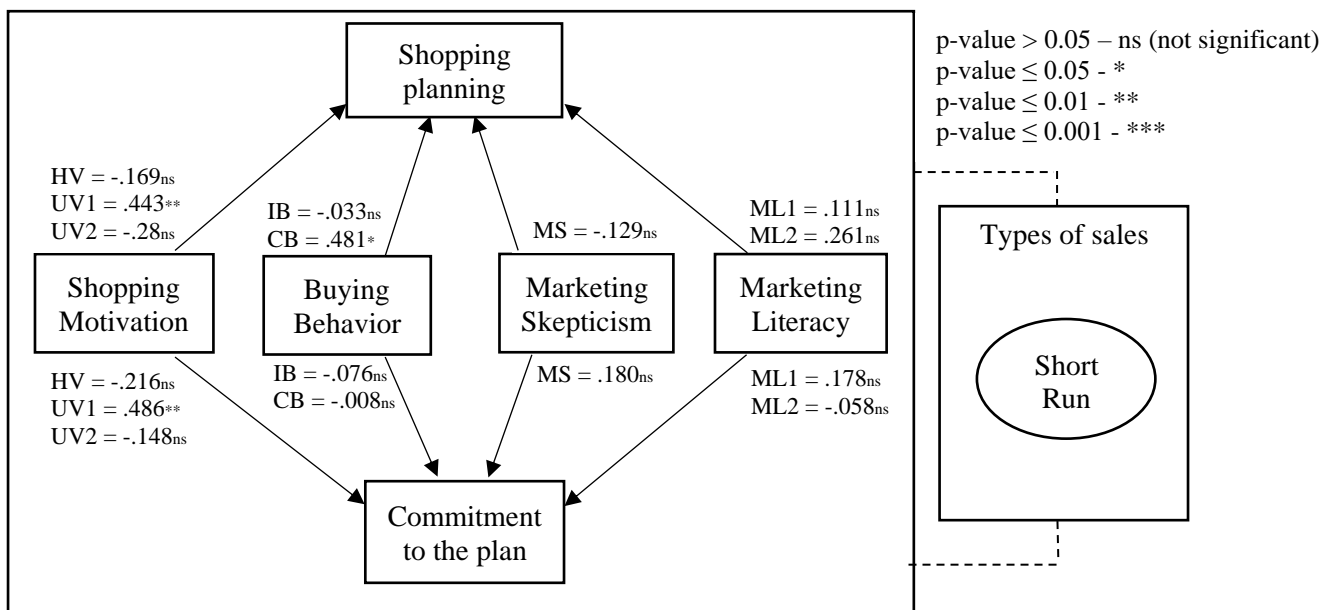 Shopping
planning
p-value > 0.05 – ns (not significant)
p-value ≤ 0.05 - *
p-value ≤ 0.01 - **
p-value ≤ 0.001 - ***
HV = -.169ns
UV1 = .443**
UV2 = -.28ns
IB = -.033ns
CB = .481*
MS = -.129ns
ML1 = .111ns
ML2 = .261ns
Shopping
Motivation
Buying
Behavior
Marketing
Skepticism
Marketing
Literacy
HV = -.216ns
UV1 = .486**
UV2 = -.148ns
IB = -.076ns
CB = -.008ns
MS = .180ns
ML1 = .178ns
ML2 = -.058ns
Commitment
to the plan
Types of sales
Short
Run